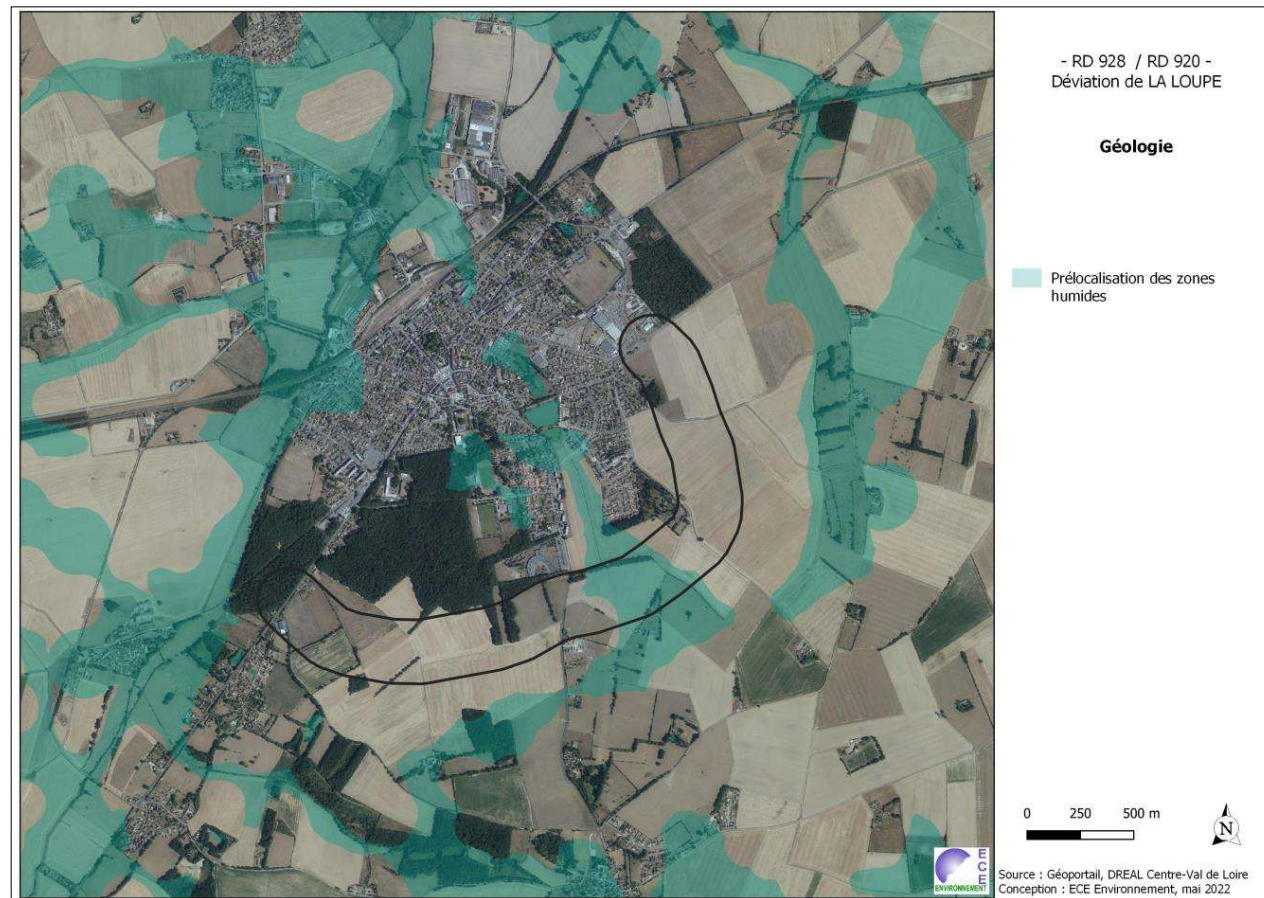 - RD 928 / RD 920 -
Déviation de LA LOUPE
Géologie
Prélocalisation des zones
humides
0 250 500 m
N
ECE
ENVIRONNEMENT
Source : Géoportail, DREAL Centre-Val de Loire
Conception : ECE Environnement, mai 2022